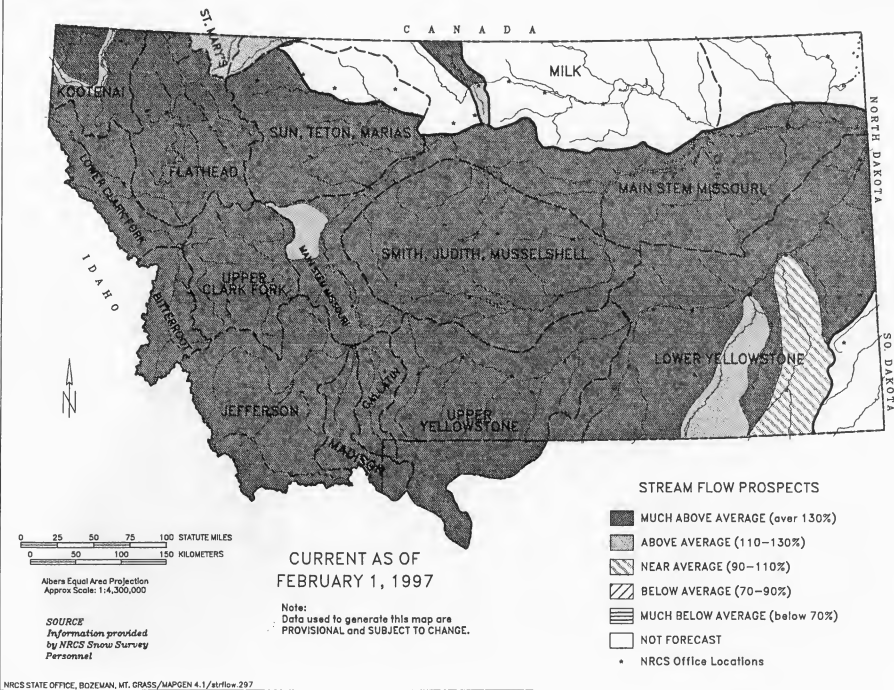 CANADA
ST. MARYS
KOOTENAI
MILK
SUN, TETON, MARIAS
NORTH DAKOTA
LOWER CLARK FORK
FLATHEAD
MAIN STEM MISSOURI
IDAHO
MAIN STEM MISSOURI
SMITH, JUDITH, MUSSELSHELL
UPPER
CLARK FORK
BITTERROOT
LOWER YELLOWSTONE
SO. DAKOTA
N
JEFFERSON
GALLATIN
UPPER
YELLOWSTONE
MADISON
STREAM FLOW PROSPECTS
MUCH ABOVE AVERAGE (over 130%)
ABOVE AVERAGE (110-130%)
NEAR AVERAGE (90-110%)
BELOW AVERAGE (70-90%)
MUCH BELOW AVERAGE (below 70%)
NOT FORECAST
* NRCS Office Locations
0 25 50 75 100 STATUTE MILES
0 50 100 150 KILOMETERS
Albers Equal Area Projection
Approx Scale: 1:4,300,000
CURRENT AS OF
FEBRUARY 1, 1997
Note:
Data used to generate this map are
PROVISIONAL and SUBJECT TO CHANGE.
SOURCE
Information provided
by NRCS Snow Survey
Personnel
NRCS STATE OFFICE, BOZEMAN, MT. GRASS/MAPGEN 4.1/strflow.297